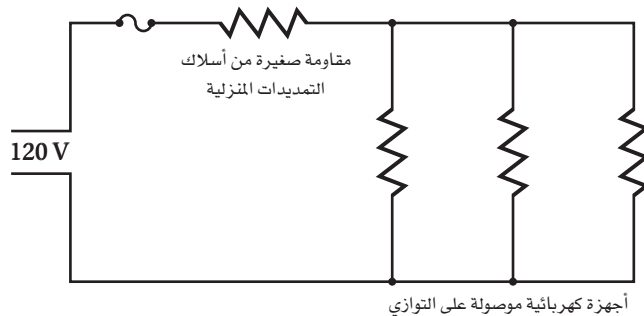 مقاومة صغيرة من أسلاك
التمديدات المنزلية
120 V
أجهزة كهربائية موصولة على التوازي